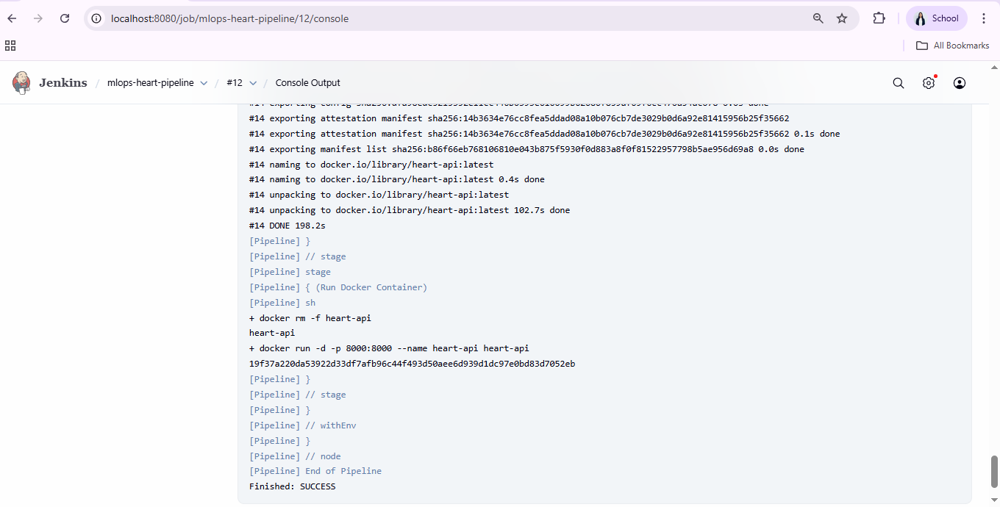 localhost:8080/job/mlops-heart-pipeline/12/console
School
All Bookmarks
Jenkins / mlops-heart-pipeline / #12 / Console Output
#14 exporting attestation manifest sha256:14b3634e76cc8fea5ddad08a10b076cb7de3029b0d6a92e81415956b25f35662
#14 exporting attestation manifest sha256:14b3634e76cc8fea5ddad08a10b076cb7de3029b0d6a92e81415956b25f35662 0.1s done
#14 exporting manifest list sha256:b86f66eb768106810e043b875f5930f0d883a8f0f81522957798b5ae956d69a8 0.0s done
#14 naming to docker.io/library/heart-api:latest
#14 naming to docker.io/library/heart-api:latest 0.4s done
#14 unpacking to docker.io/library/heart-api:latest
#14 unpacking to docker.io/library/heart-api:latest 102.7s done
#14 DONE 198.2s
[Pipeline] }
[Pipeline] // stage
[Pipeline] stage
[Pipeline] { (Run Docker Container)
[Pipeline] sh
+ docker rm -f heart-api
heart-api
+ docker run -d -p 8000:8000 --name heart-api heart-api
19f37a220da53922d33df7afb96c44f493d50aee6d939d1dc97e0bd83d7052eb
[Pipeline] }
[Pipeline] // stage
[Pipeline] }
[Pipeline] // withEnv
[Pipeline] }
[Pipeline] // node
[Pipeline] End of Pipeline
Finished: SUCCESS